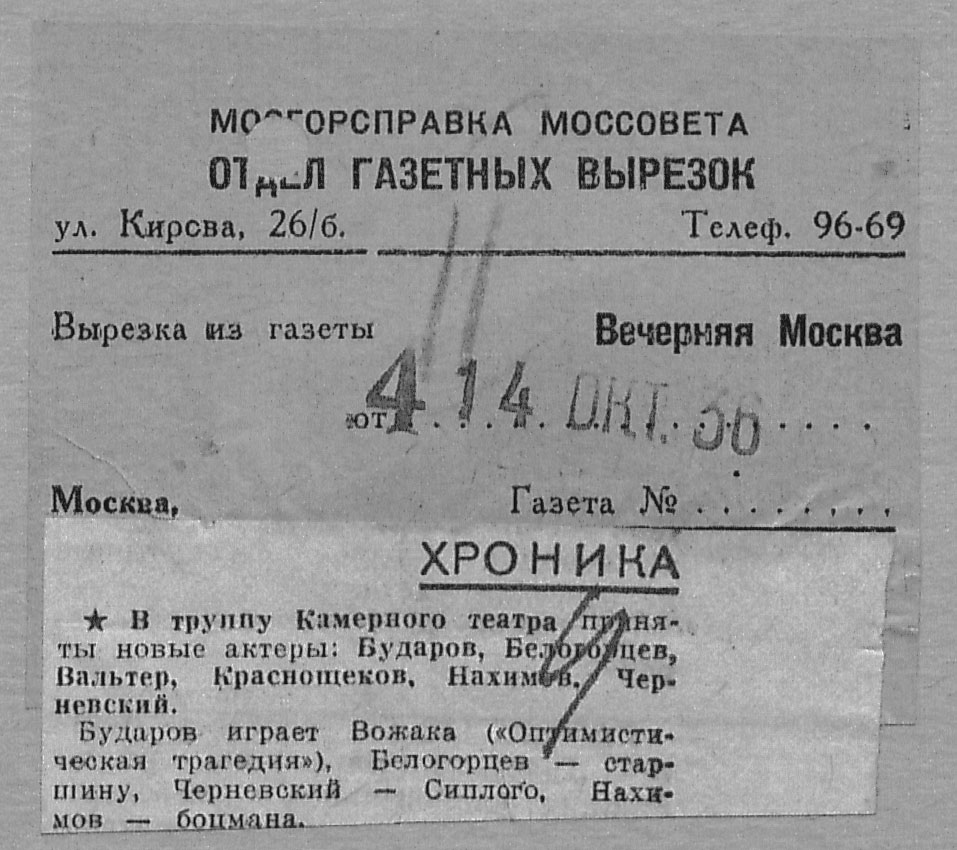 МОСГОРСПРАВКА МОССОВЕТА
ОТДЕЛ ГАЗЕТНЫХ ВЫРЕЗОК
ул. Кирова, 26/б. Телеф. 96-69
Вырезка из газеты Вечерняя Москва
от 4 14 ОКТ. 36
Москва, Газета № . . . . . . . .
ХРОНИКА
★ В труппу Камерного театра приня-
ты новые актеры: Бударов, Белогорцев,
Вальтер, Краснощеков, Нахимов, Чер-
невский.
Бударов играет Вожака («Оптимисти-
ческая трагедия»), Белогорцев — стар-
шину, Черневский — Сиплого, Нахи-
мов — боцмана.